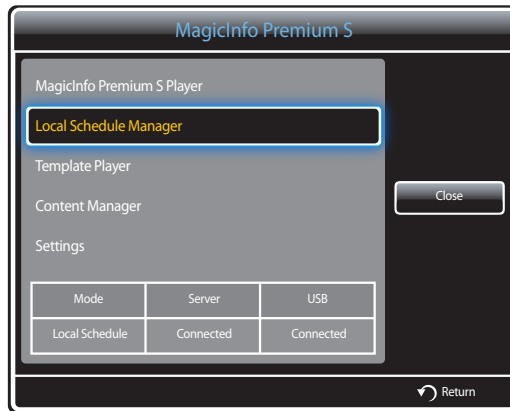 MagicInfo Premium S
MagicInfo Premium S Player
Local Schedule Manager
Template Player
Content Manager
Settings
Close
Mode Server USB
Local Schedule Connected Connected
Return